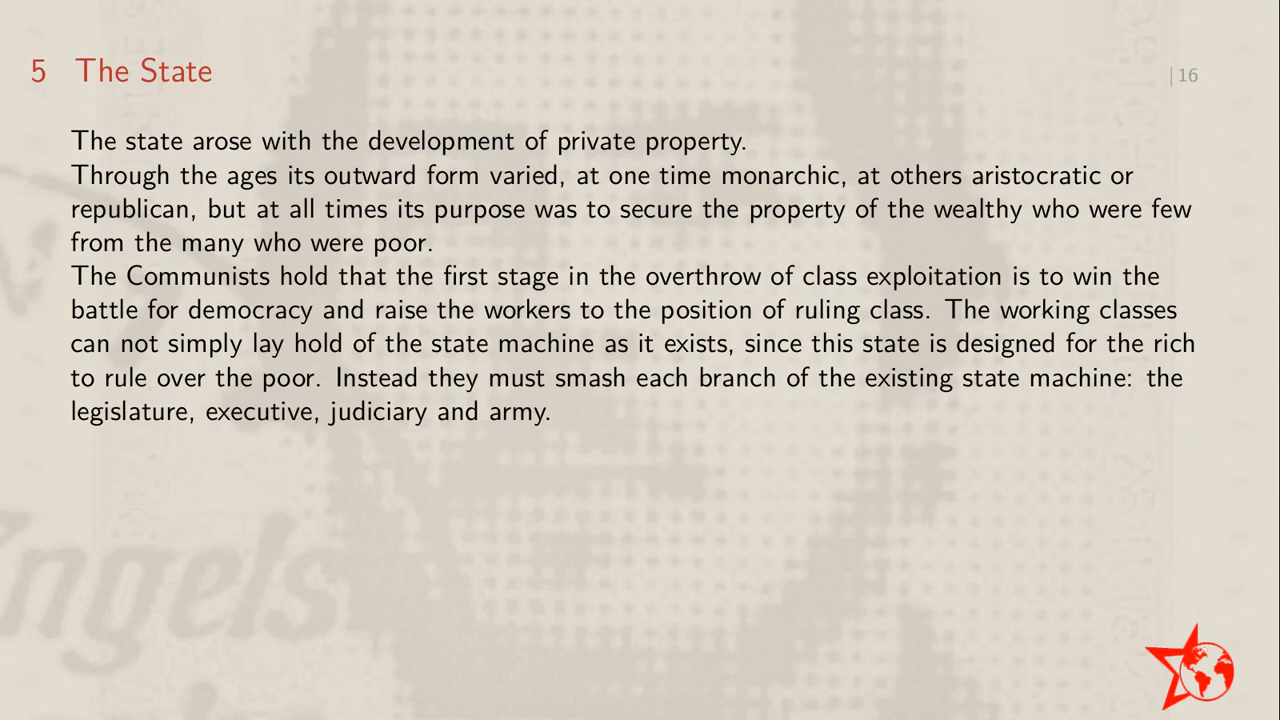 5 The State
| 16
The state arose with the development of private property.
Through the ages its outward form varied, at one time monarchic, at others aristocratic or
republican, but at all times its purpose was to secure the property of the wealthy who were few
from the many who were poor.
The Communists hold that the first stage in the overthrow of class exploitation is to win the
battle for democracy and raise the workers to the position of ruling class. The working classes
can not simply lay hold of the state machine as it exists, since this state is designed for the rich
to rule over the poor. Instead they must smash each branch of the existing state machine: the
legislature, executive, judiciary and army.
Engels